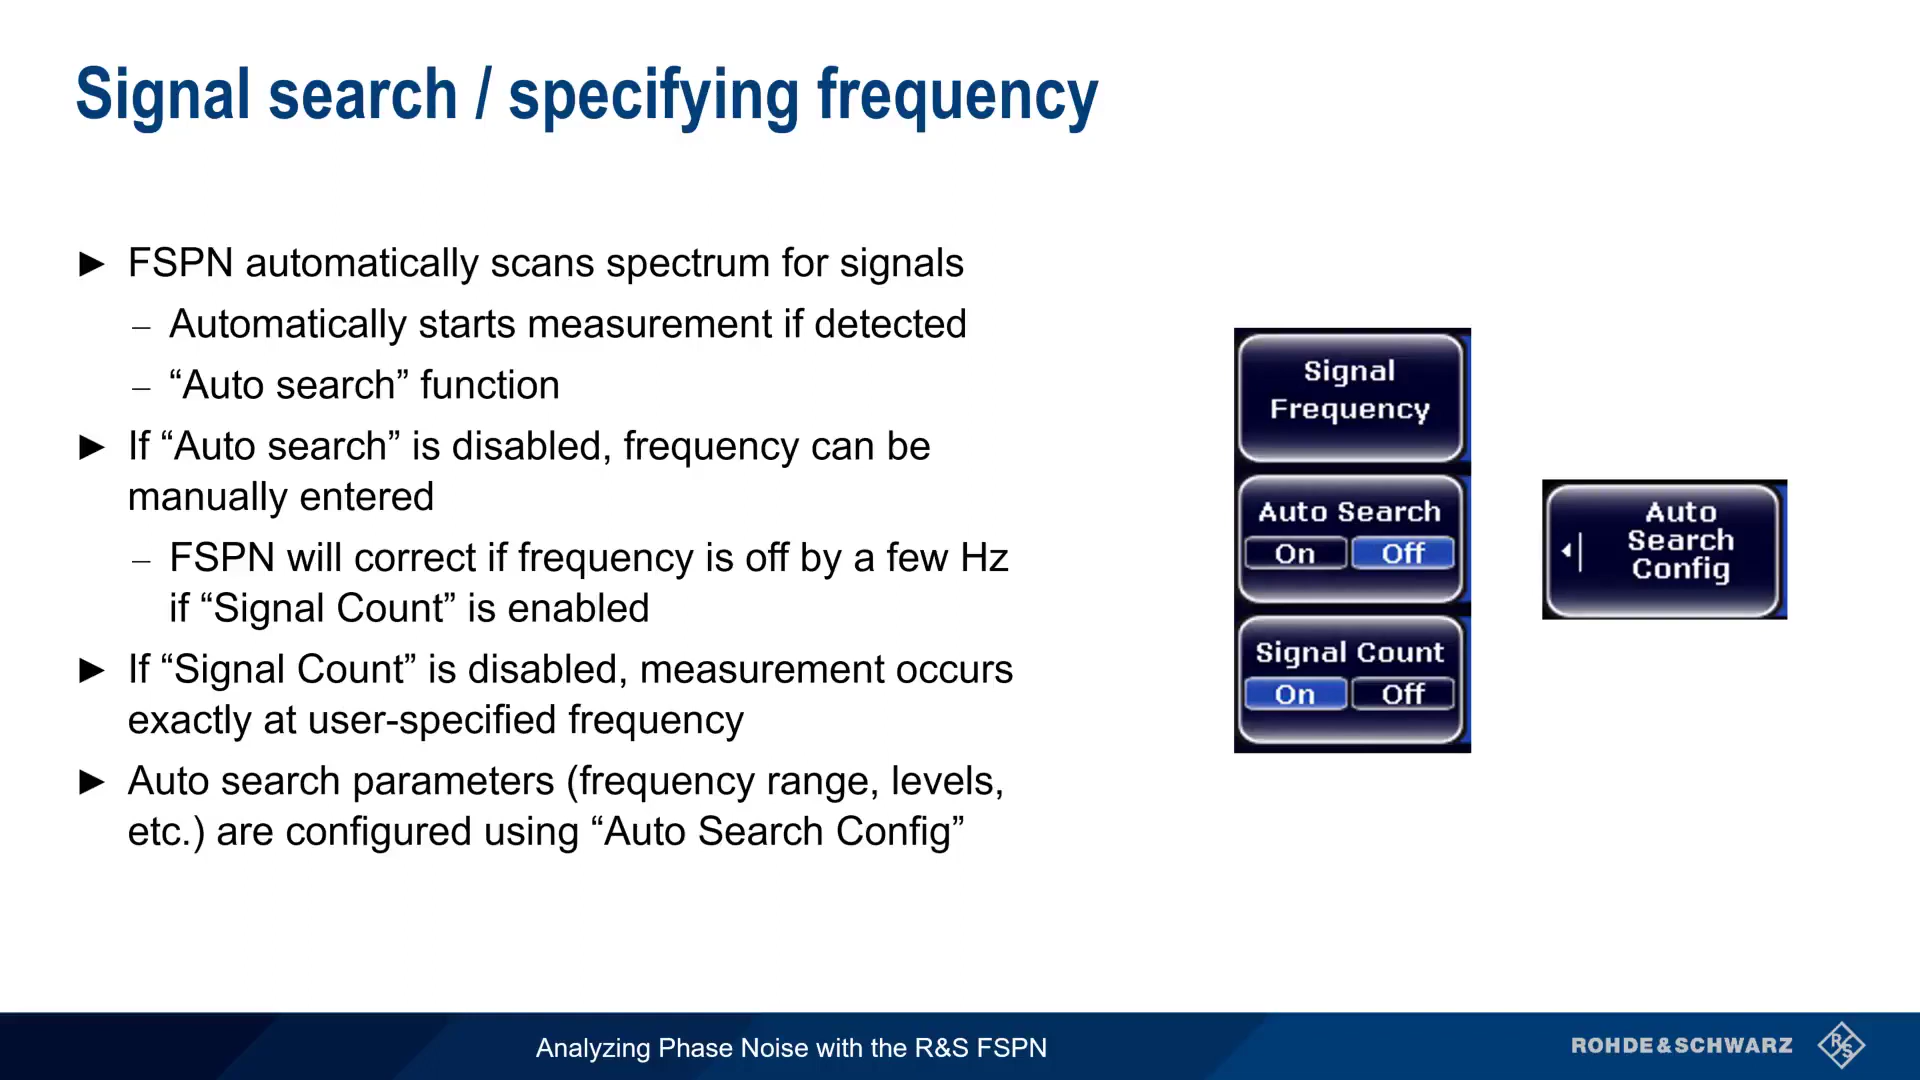 Signal search / specifying frequency
► FSPN automatically scans spectrum for signals
– Automatically starts measurement if detected
– “Auto search” function
► If “Auto search” is disabled, frequency can be
manually entered
– FSPN will correct if frequency is off by a few Hz
if “Signal Count” is enabled
► If “Signal Count” is disabled, measurement occurs
exactly at user-specified frequency
► Auto search parameters (frequency range, levels,
etc.) are configured using “Auto Search Config”
Signal
Frequency
Auto Search
On Off
Signal Count
On Off
Auto
Search
Config
Analyzing Phase Noise with the R&S FSPN
ROHDE&SCHWARZ
R&S